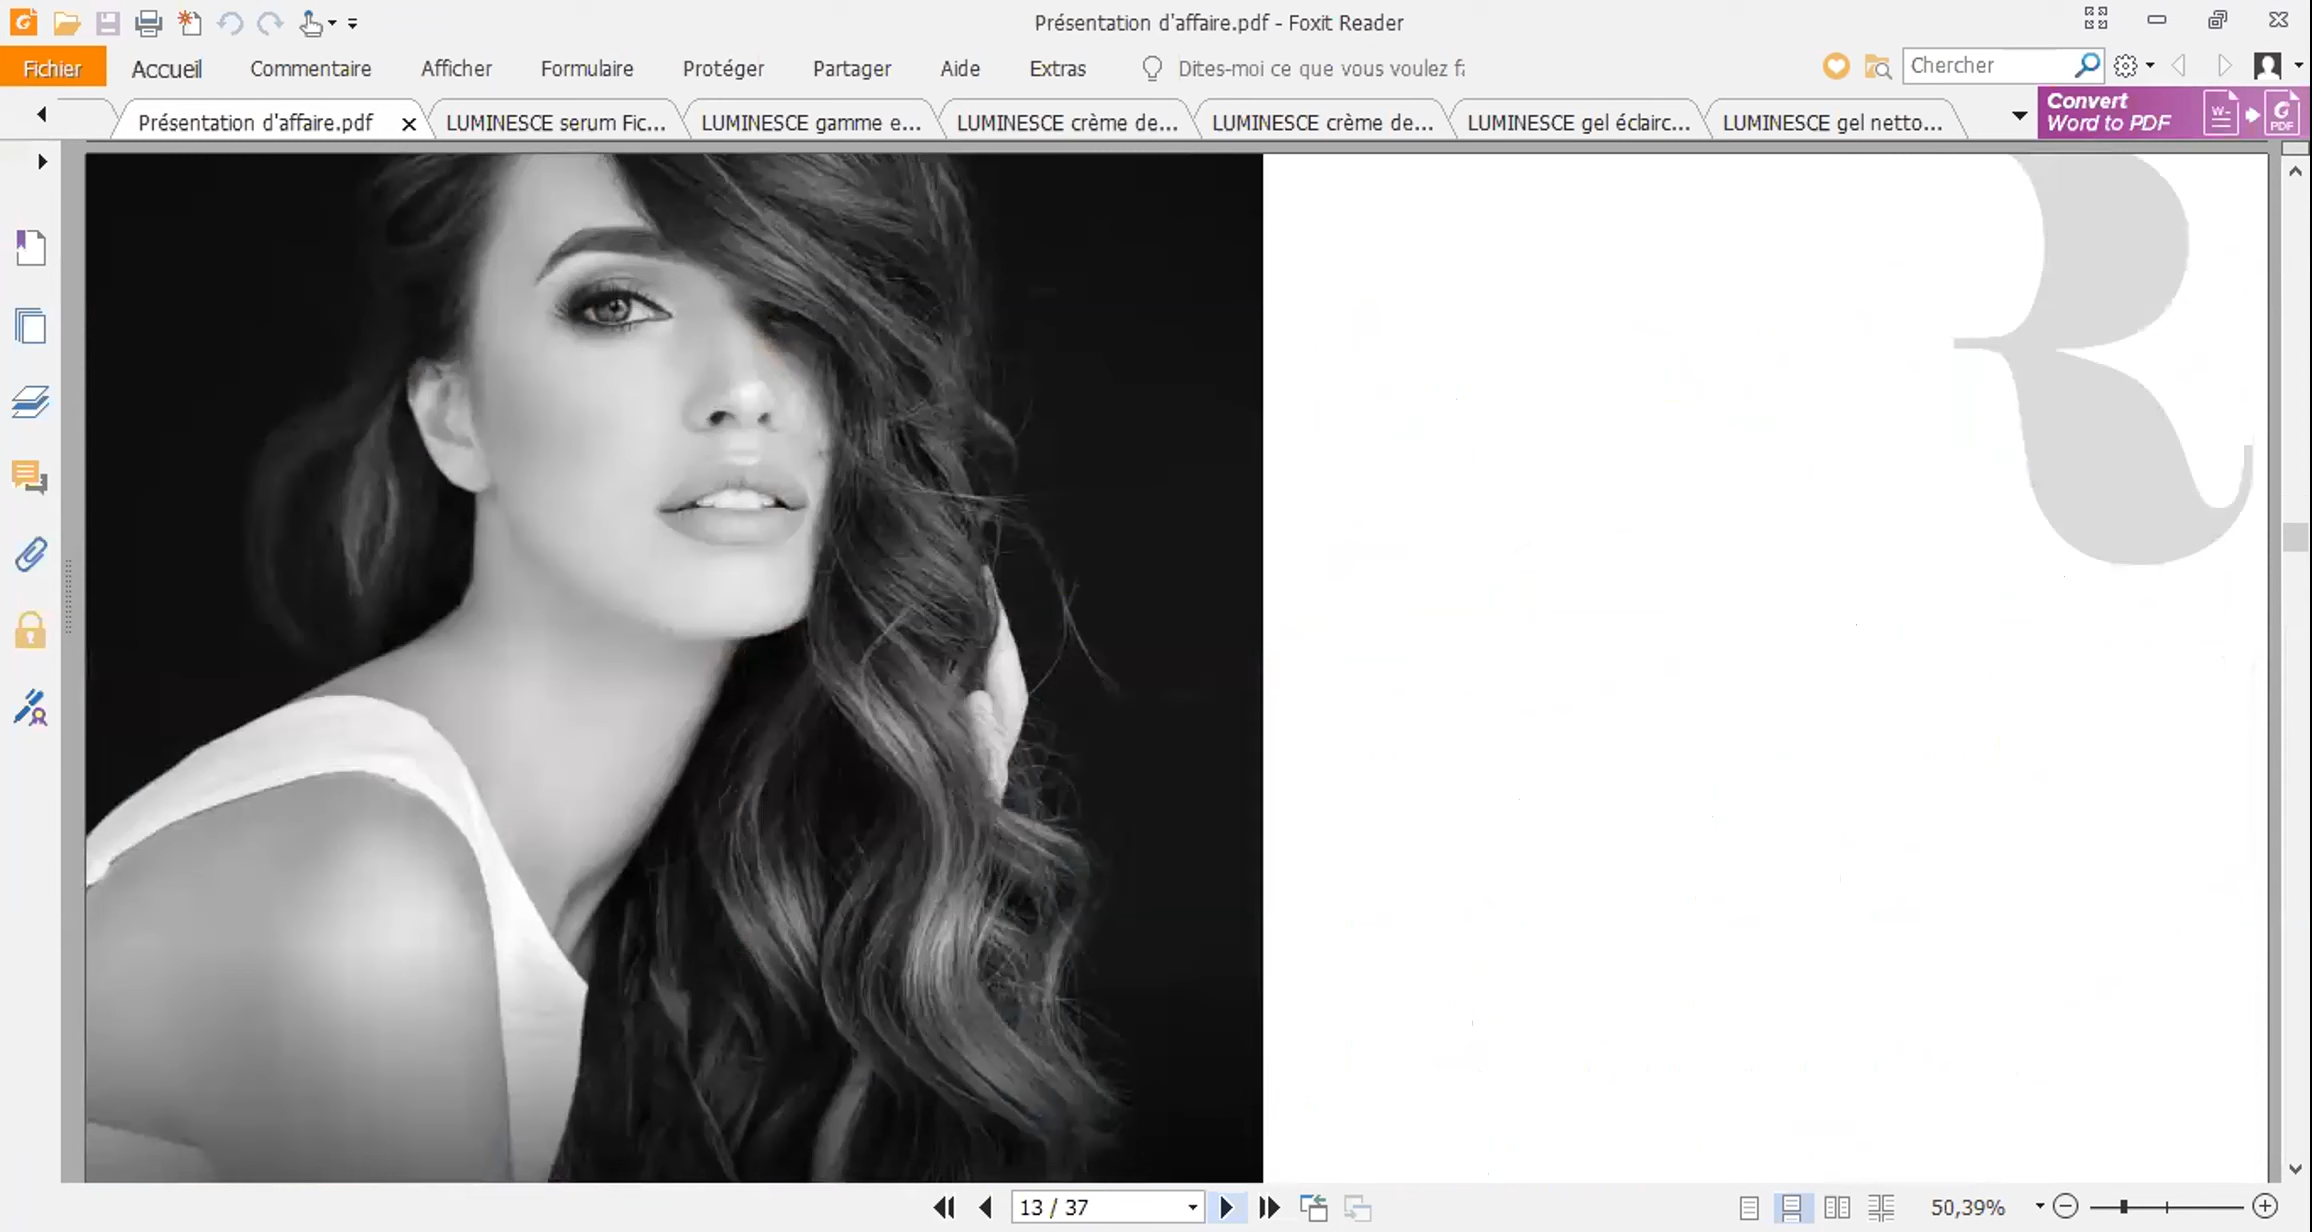 Présentation d'affaire.pdf - Foxit Reader
Fichier Accueil Commentaire Afficher Formulaire Protéger Partager Aide Extras Dites-moi ce que vous voulez fa Chercher
Présentation d'affaire.pdf LUMINESCE serum Fic... LUMINESCE gamme e... LUMINESCE crème de... LUMINESCE crème de... LUMINESCE gel éclairc... LUMINESCE gel netto...
Convert
Word to PDF
PDF
R
13 / 37
50,39%